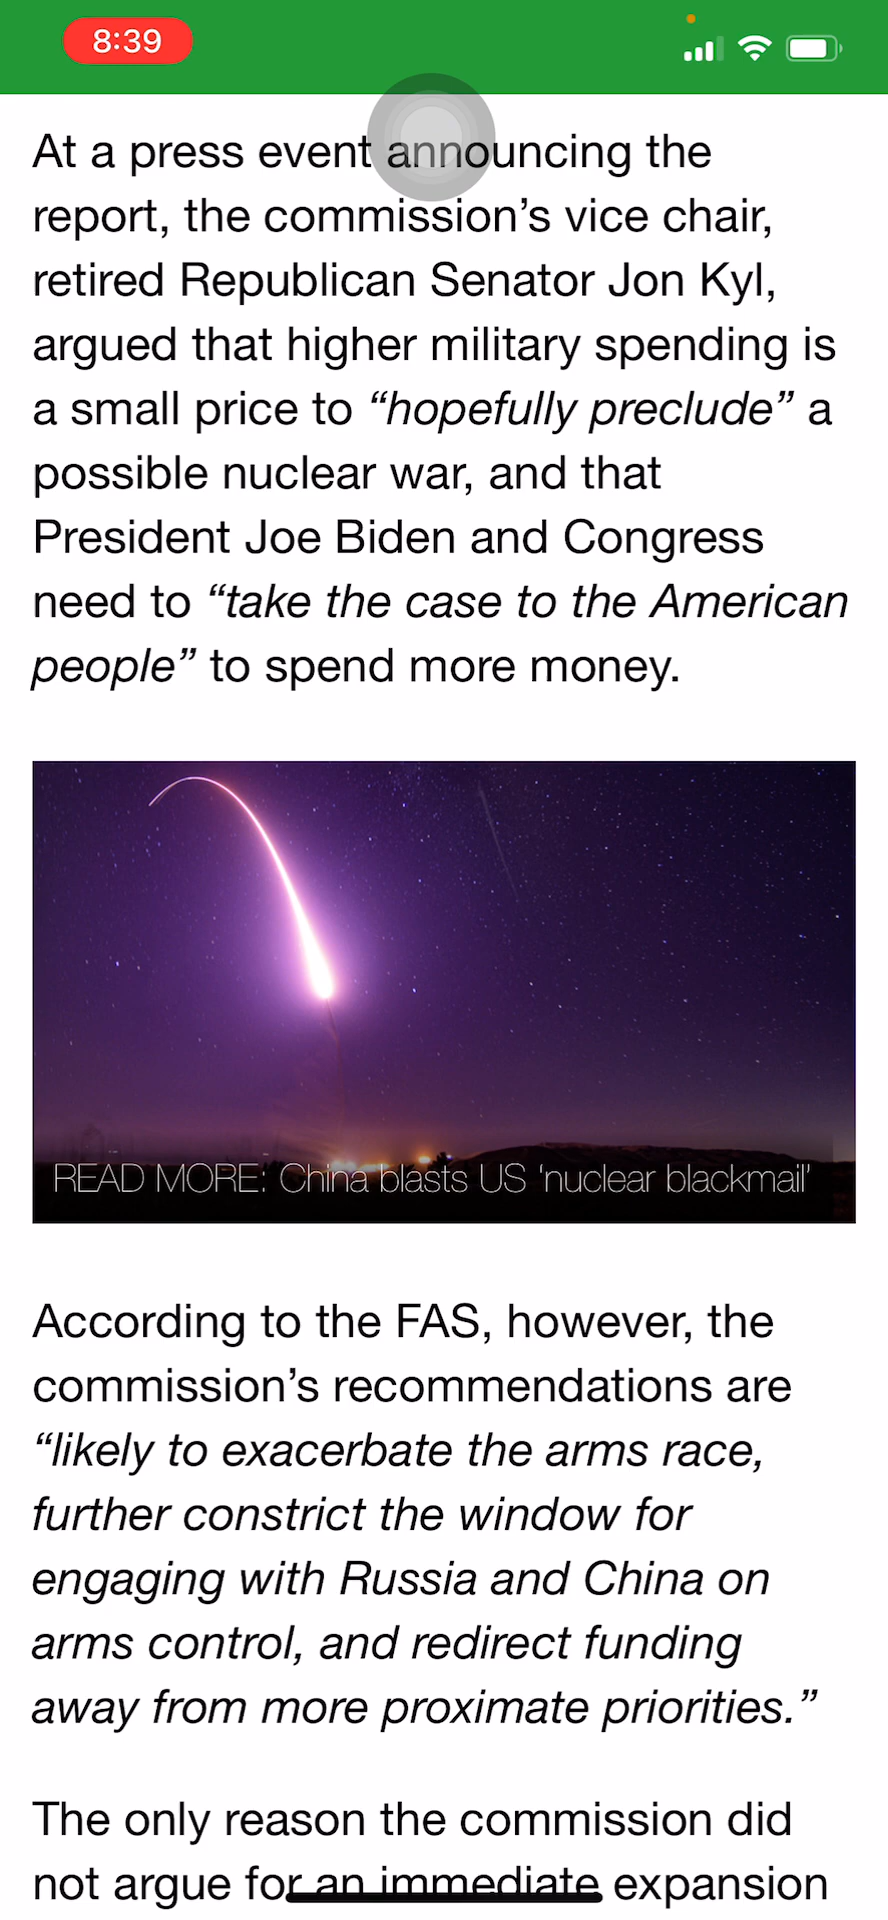 8:39
At a press event announcing the
report, the commission’s vice chair,
retired Republican Senator Jon Kyl,
argued that higher military spending is
a small price to “hopefully preclude” a
possible nuclear war, and that
President Joe Biden and Congress
need to “take the case to the American
people” to spend more money.
READ MORE: China blasts US ‘nuclear blackmail’
According to the FAS, however, the
commission’s recommendations are
“likely to exacerbate the arms race,
further constrict the window for
engaging with Russia and China on
arms control, and redirect funding
away from more proximate priorities.”
The only reason the commission did
not argue for an immediate expansion